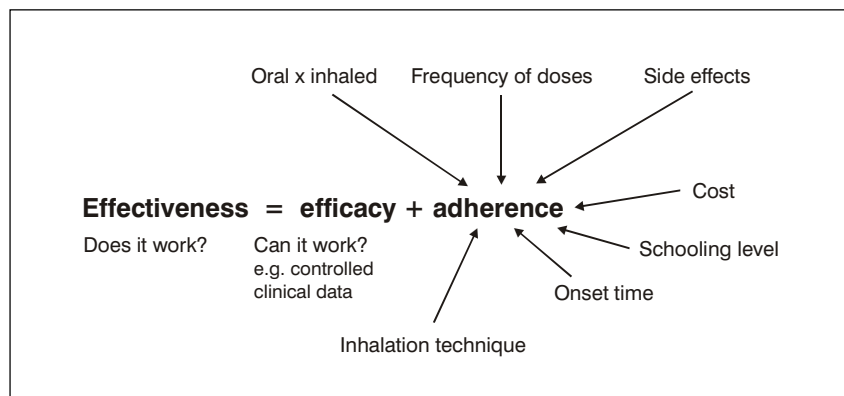 Oral x inhaled Frequency of doses Side effects
Effectiveness = efficacy + adherence
Cost
Does it work? Can it work?
e.g. controlled
clinical data
Schooling level
Onset time
Inhalation technique